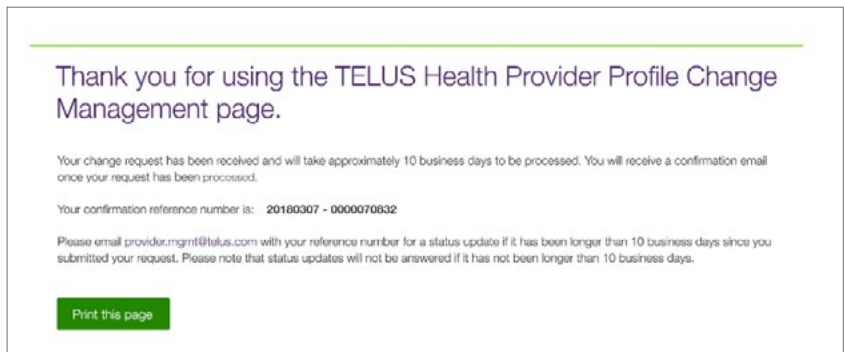 Thank you for using the TELUS Health Provider Profile Change
Management page.
Your change request has been received and will take approximately 10 business days to be processed. You will receive a confirmation email
once your request has been processed.
Your confirmation reference number is: 20180307 - 0000070832
Please email provider.mgmt@telus.com with your reference number for a status update if it has been longer than 10 business days since you
submitted your request. Please note that status updates will not be answered if it has not been longer than 10 business days.
Print this page